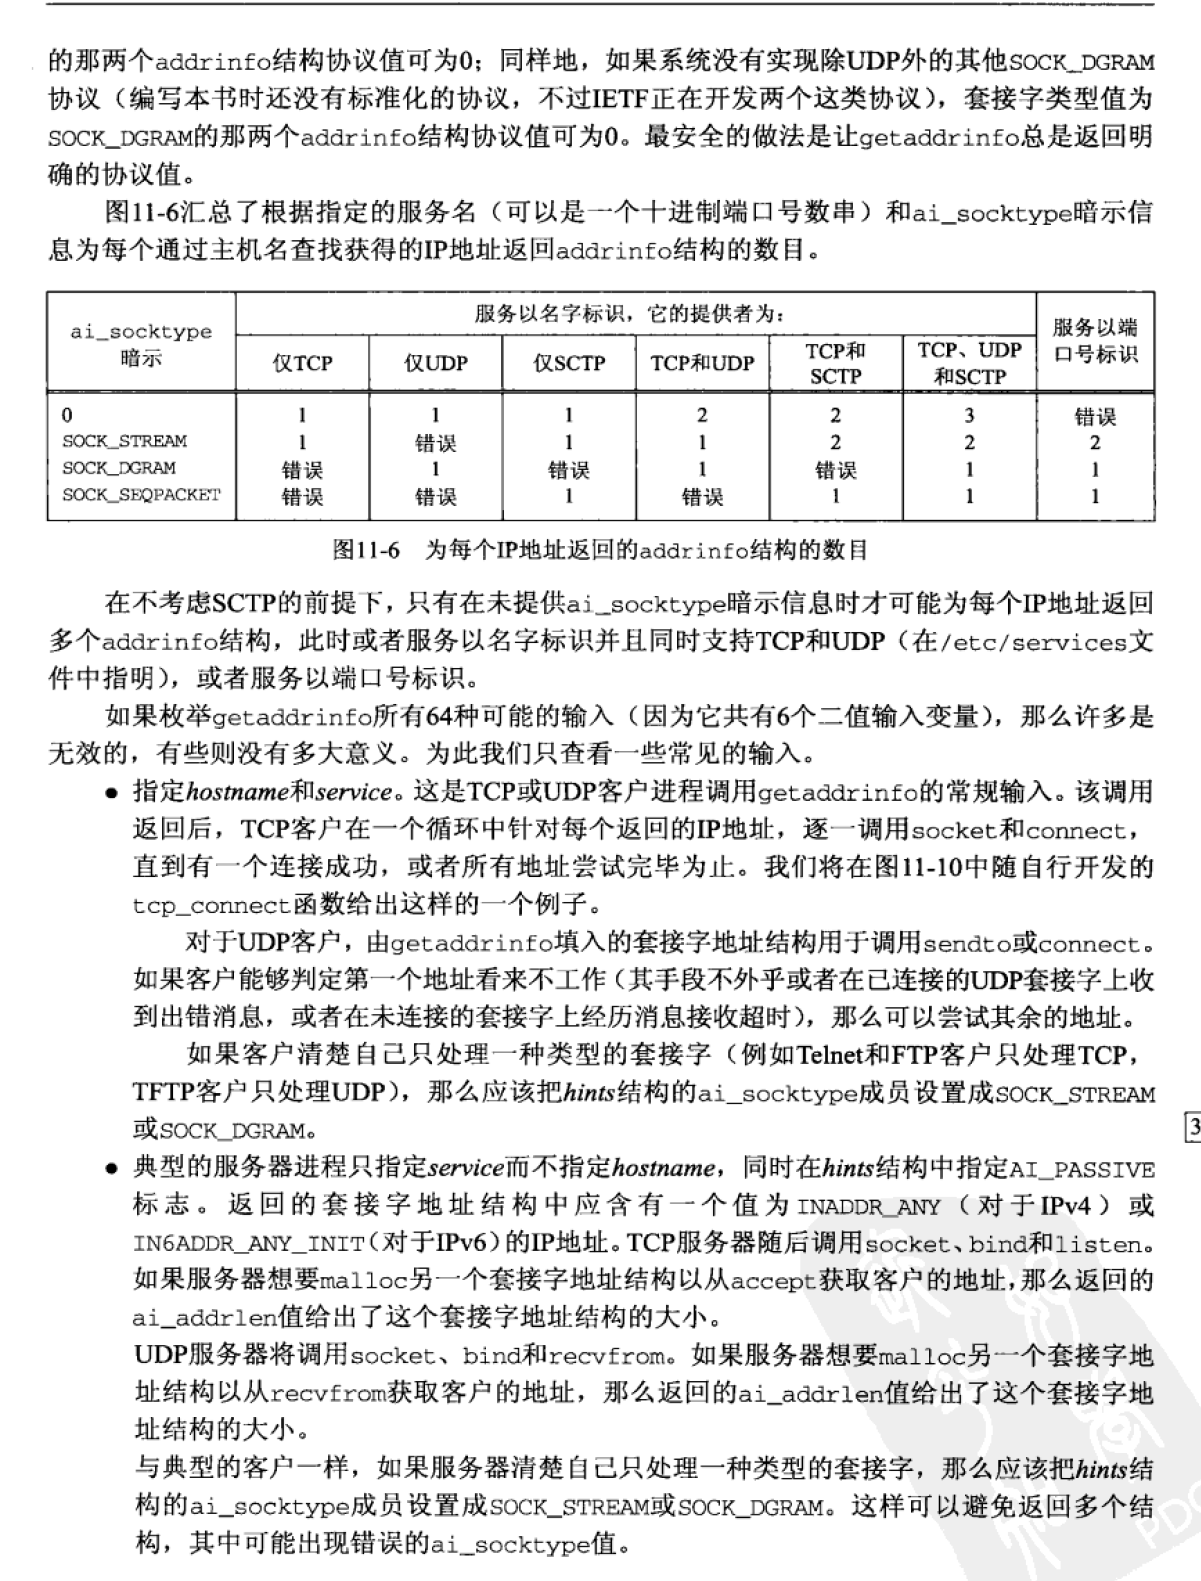 的那两个addrinfo结构协议值可为0；同样地，如果系统没有实现除UDP外的其他SOCK_DGRAM
协议（编写本书时还没有标准化的协议，不过IETF正在开发两个这类协议），套接字类型值为
SOCK_DGRAM的那两个addrinfo结构协议值可为0。最安全的做法是让getaddrinfo总是返回明
确的协议值。
图11-6汇总了根据指定的服务名（可以是一个十进制端口号数串）和ai_socktype暗示信
息为每个通过主机名查找获得的IP地址返回addrinfo结构的数目。
ai_socktype
暗示
服务以名字标识，它的提供者为：
服务以端
口号标识
仅TCP 仅UDP 仅SCTP TCP和UDP TCP和SCTP TCP、UDP和SCTP
0 1 1 1 2 2 3 错误
SOCK_STREAM 1 错误 1 1 2 2 2
SOCK_DGRAM 错误 1 错误 1 错误 1 1
SOCK_SEQPACKET 错误 错误 1 错误 1 1 1
图11-6 为每个IP地址返回的addrinfo结构的数目
在不考虑SCTP的前提下，只有在未提供ai_socktype暗示信息时才可能为每个IP地址返回
多个addrinfo结构，此时或者服务以名字标识并且同时支持TCP和UDP（在/etc/services文
件中指明），或者服务以端口号标识。
如果枚举getaddrinfo所有64种可能的输入（因为它共有6个二值输入变量），那么许多是
无效的，有些则没有多大意义。为此我们只查看一些常见的输入。
● 指定hostname和service。这是TCP或UDP客户进程调用getaddrinfo的常规输入。该调用
返回后，TCP客户在一个循环中针对每个返回的IP地址，逐一调用socket和connect，
直到有一个连接成功，或者所有地址尝试完毕为止。我们将在图11-10中随自行开发的
tcp_connect函数给出这样的一个例子。
对于UDP客户，由getaddrinfo填入的套接字地址结构用于调用sendto或connect。
如果客户能够判定第一个地址看来不工作（其手段不外乎或者在已连接的UDP套接字上收
到出错消息，或者在未连接的套接字上经历消息接收超时），那么可以尝试其余的地址。
如果客户清楚自己只处理一种类型的套接字（例如Telnet和FTP客户只处理TCP，
TFTP客户只处理UDP），那么应该把hints结构的ai_socktype成员设置成SOCK_STREAM
或SOCK_DGRAM。
3
● 典型的服务器进程只指定service而不指定hostname，同时在hints结构中指定AI_PASSIVE
标志。返回的套接字地址结构中应含有一个值为INADDR_ANY（对于IPv4）或
IN6ADDR_ANY_INIT（对于IPv6）的IP地址。TCP服务器随后调用socket、bind和listen。
如果服务器想要malloc另一个套接字地址结构以从accept获取客户的地址，那么返回的
ai_addrlen值给出了这个套接字地址结构的大小。
UDP服务器将调用socket、bind和recvfrom。如果服务器想要malloc另一个套接字地
址结构以从recvfrom获取客户的地址，那么返回的ai_addrlen值给出了这个套接字地
址结构的大小。
与典型的客户一样，如果服务器清楚自己只处理一种类型的套接字，那么应该把hints结
构的ai_socktype成员设置成SOCK_STREAM或SOCK_DGRAM。这样可以避免返回多个结
构，其中可能出现错误的ai_socktype值。